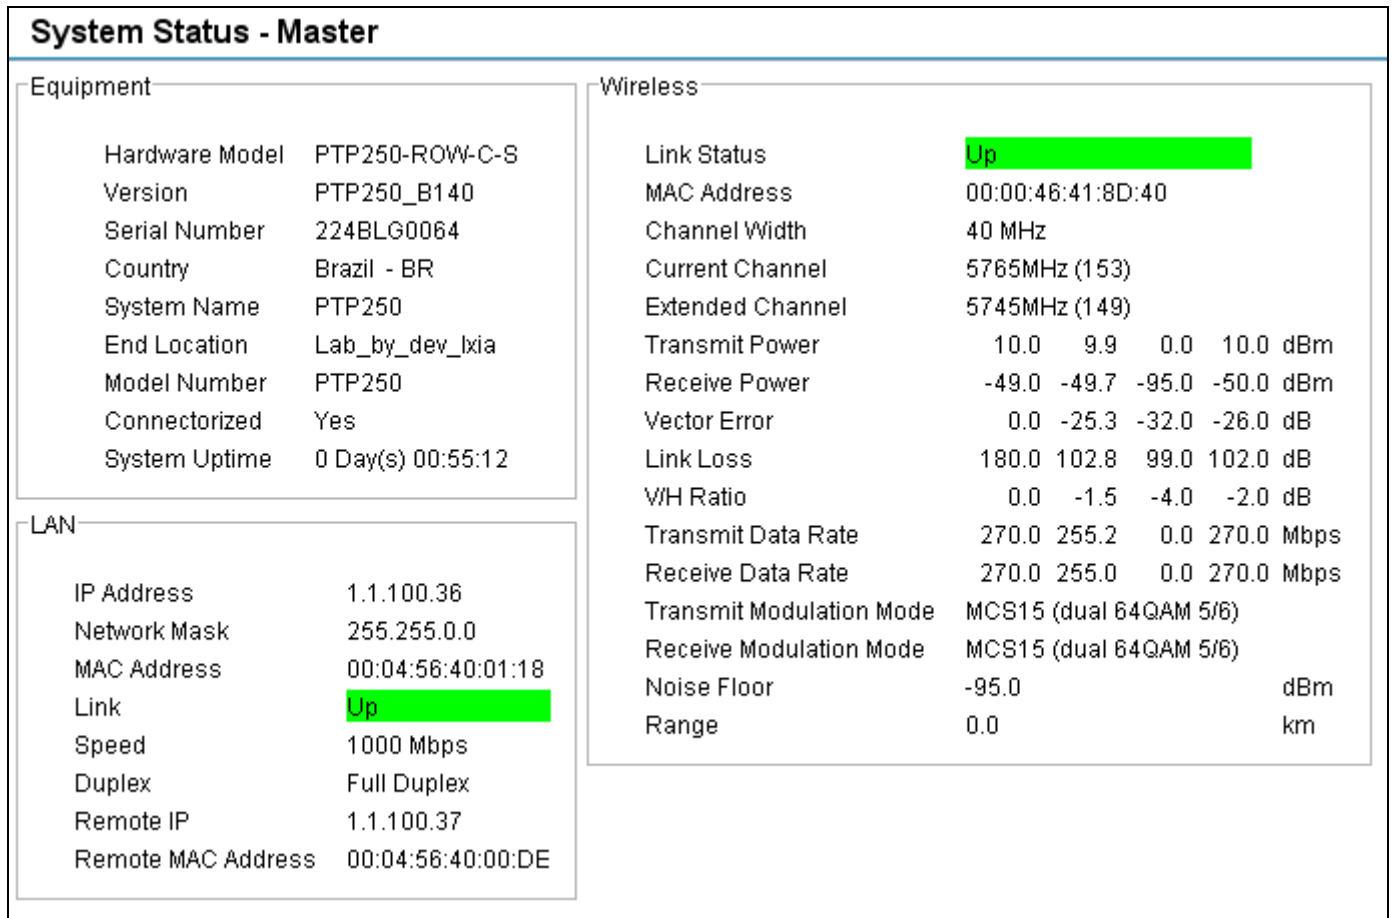 System Status - Master
Equipment
Hardware Model PTP250-ROW-C-S
Version PTP250_B140
Serial Number 224BLG0064
Country Brazil - BR
System Name PTP250
End Location Lab_by_dev_Ixia
Model Number PTP250
Connectorized Yes
System Uptime 0 Day(s) 00:55:12
LAN
IP Address 1.1.100.36
Network Mask 255.255.0.0
MAC Address 00:04:56:40:01:18
Link Up
Speed 1000 Mbps
Duplex Full Duplex
Remote IP 1.1.100.37
Remote MAC Address 00:04:56:40:00:DE
Wireless
Link Status Up
MAC Address 00:00:46:41:8D:40
Channel Width 40 MHz
Current Channel 5765MHz (153)
Extended Channel 5745MHz (149)
Transmit Power 10.0 9.9 0.0 10.0 dBm
Receive Power -49.0 -49.7 -95.0 -50.0 dBm
Vector Error 0.0 -25.3 -32.0 -26.0 dB
Link Loss 180.0 102.8 99.0 102.0 dB
V/H Ratio 0.0 -1.5 -4.0 -2.0 dB
Transmit Data Rate 270.0 255.2 0.0 270.0 Mbps
Receive Data Rate 270.0 255.0 0.0 270.0 Mbps
Transmit Modulation Mode MCS15 (dual 64QAM 5/6)
Receive Modulation Mode MCS15 (dual 64QAM 5/6)
Noise Floor -95.0 dBm
Range 0.0 km